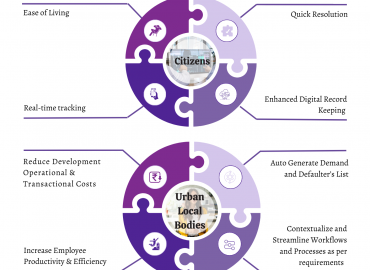 Ease of Living
Quick Resolution
Citizens
Real-time tracking
Enhanced Digital Record
Keeping
Reduce Development
Operational &
Transactional Costs
Auto Generate Demand
and Defaulter's List
Urban
Local
Bodies
Increase Employee
Productivity & Efficiency
Contextualize and
Streamline Workflows
and Processes as per
requirements